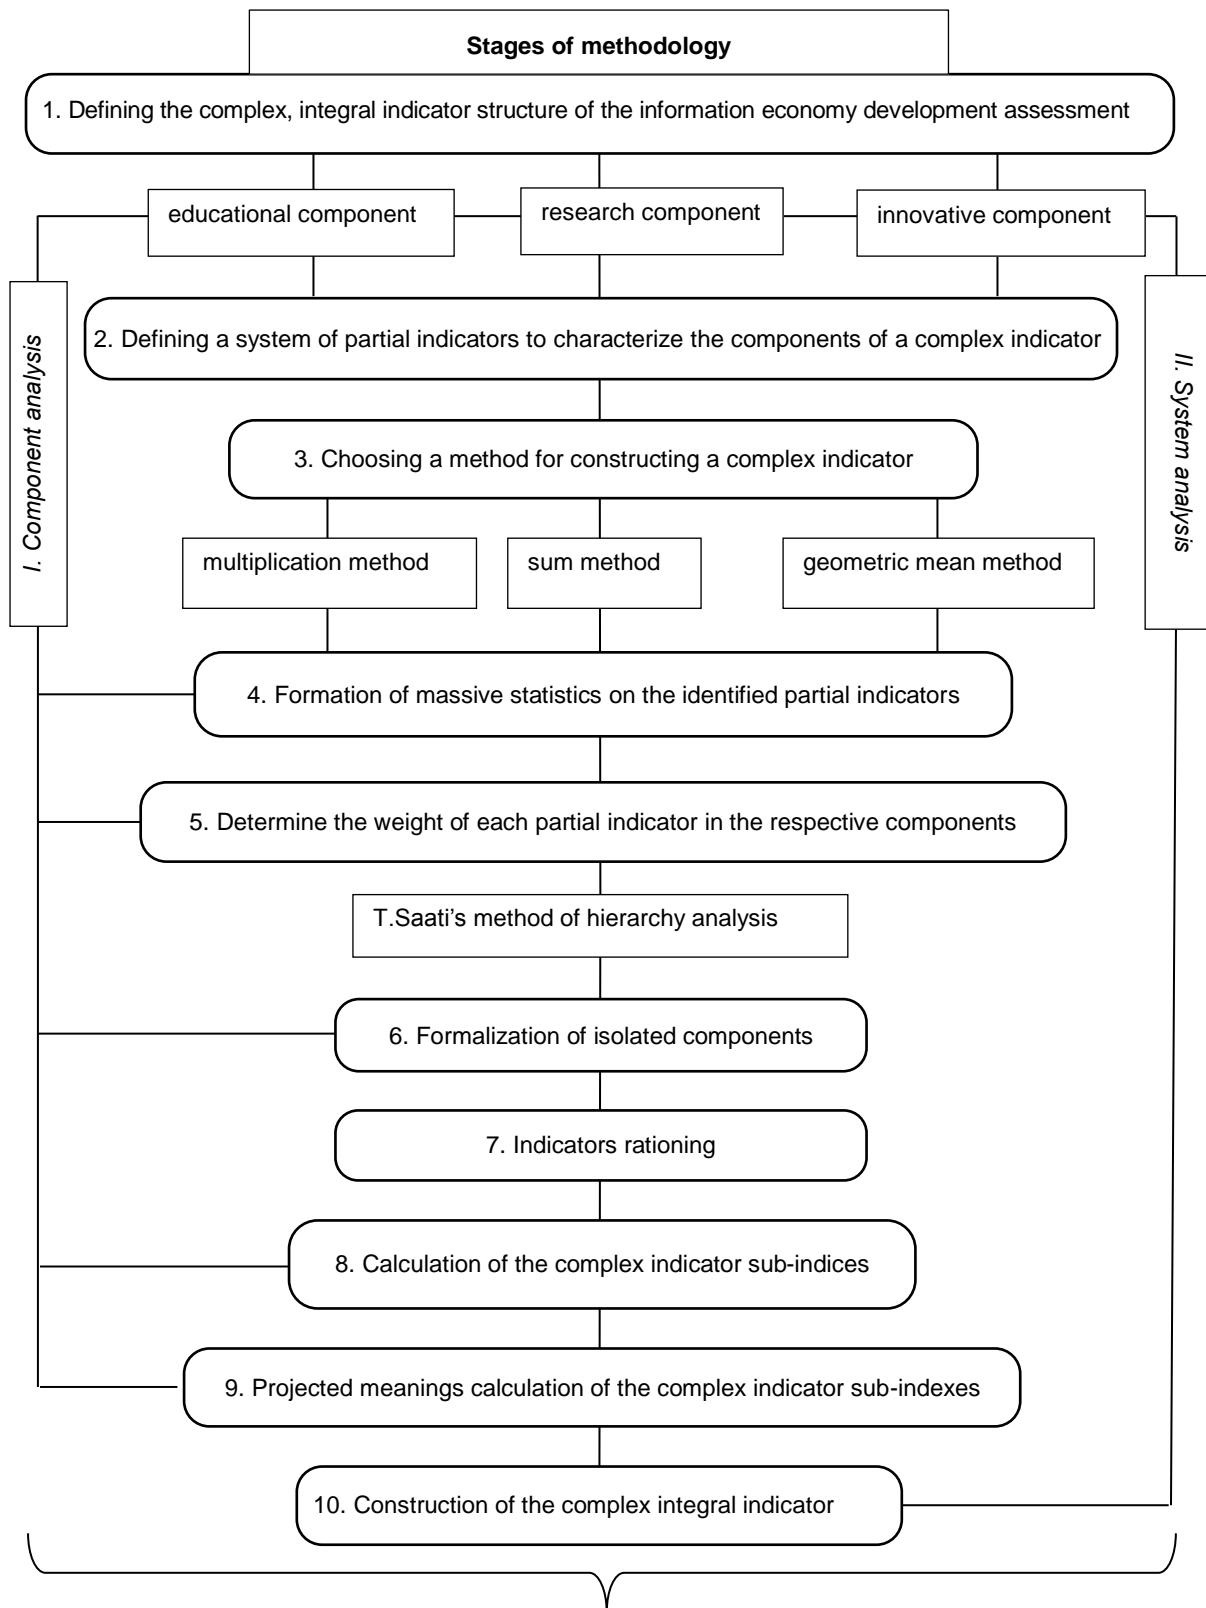 Stages of methodology
1. Defining the complex, integral indicator structure of the information economy development assessment
educational component
research component
innovative component
I. Component analysis
II. System analysis
2. Defining a system of partial indicators to characterize the components of a complex indicator
3. Choosing a method for constructing a complex indicator
multiplication method
sum method
geometric mean method
4. Formation of massive statistics on the identified partial indicators
5. Determine the weight of each partial indicator in the respective components
T.Saati’s method of hierarchy analysis
6. Formalization of isolated components
7. Indicators rationing
8. Calculation of the complex indicator sub-indices
9. Projected meanings calculation of the complex indicator sub-indexes
10. Construction of the complex integral indicator